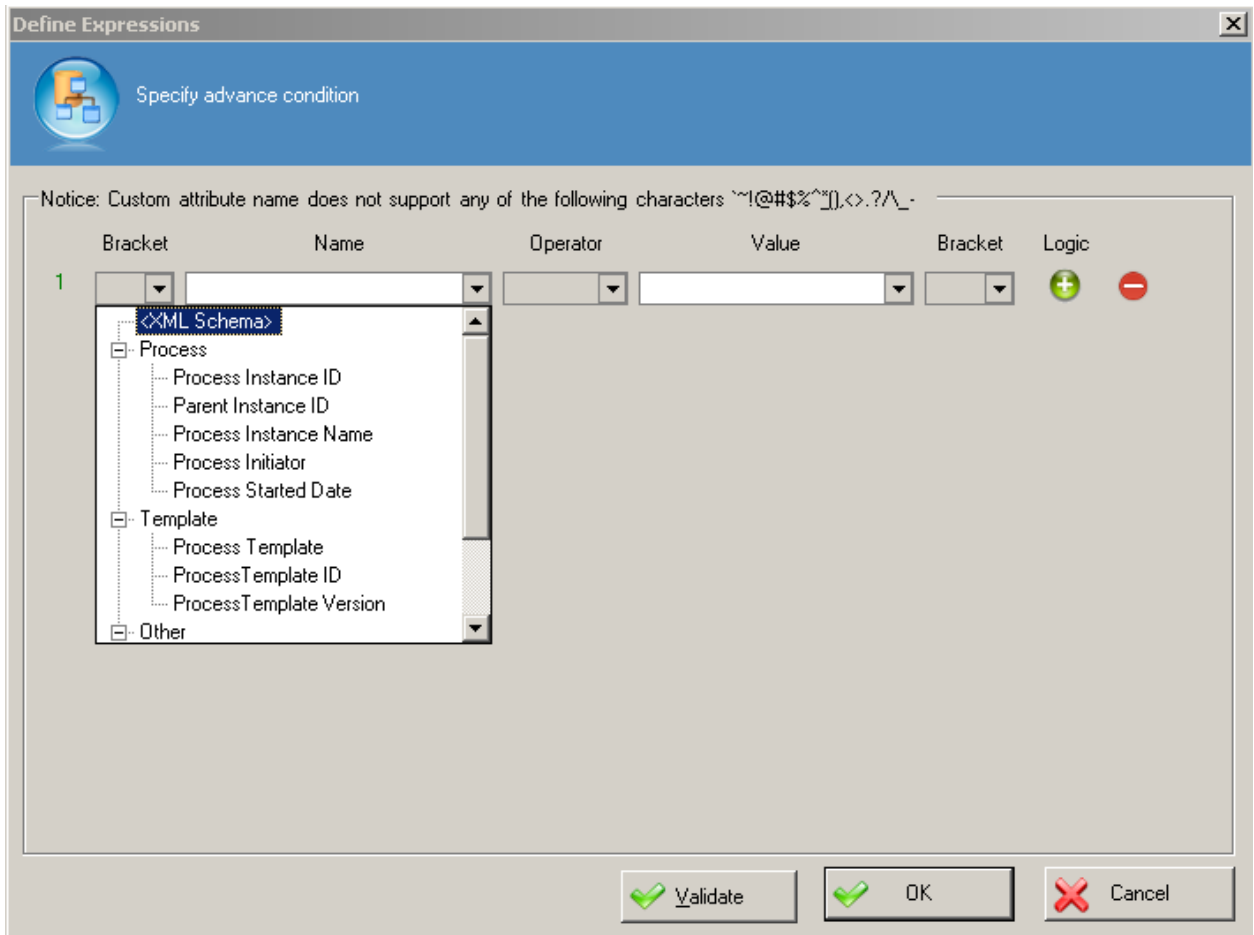 Define Expressions
Specify advance condition
Notice: Custom attribute name does not support any of the following characters `~!@#$%^*(),<>.?/\_-
Bracket Name Operator Value Bracket Logic
1
<XML Schema>
Process
Process Instance ID
Parent Instance ID
Process Instance Name
Process Initiator
Process Started Date
Template
Process Template
ProcessTemplate ID
ProcessTemplate Version
Other
Validate OK Cancel